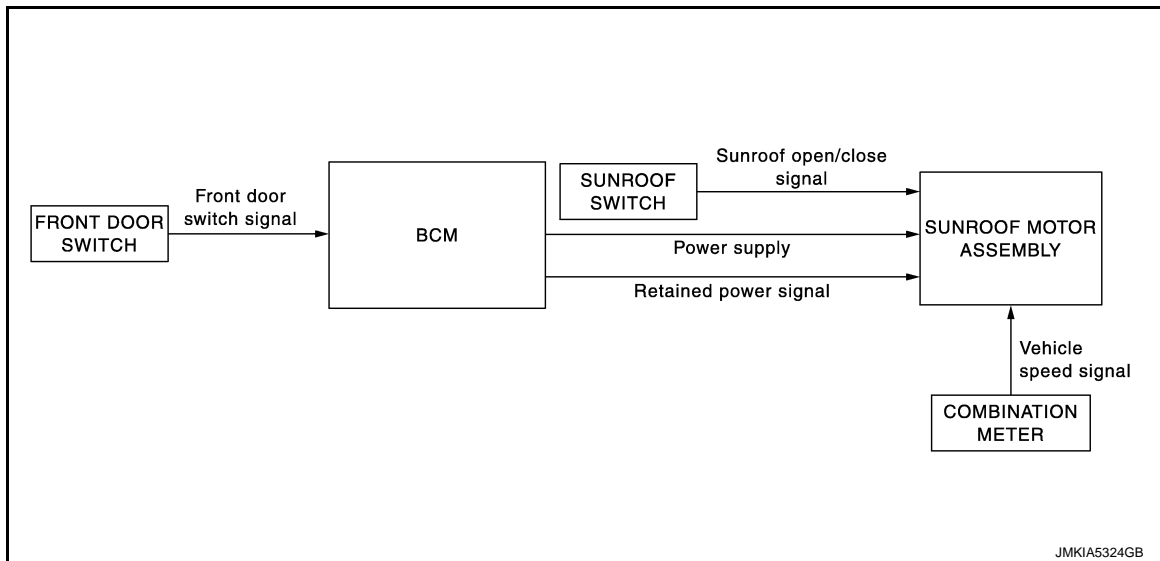 Sunroof open/close
signal
SUNROOF
SWITCH
Front door
switch signal
FRONT DOOR
SWITCH
BCM
SUNROOF MOTOR
ASSEMBLY
Power supply
Retained power signal
Vehicle
speed signal
COMBINATION
METER
JMKIA5324GB